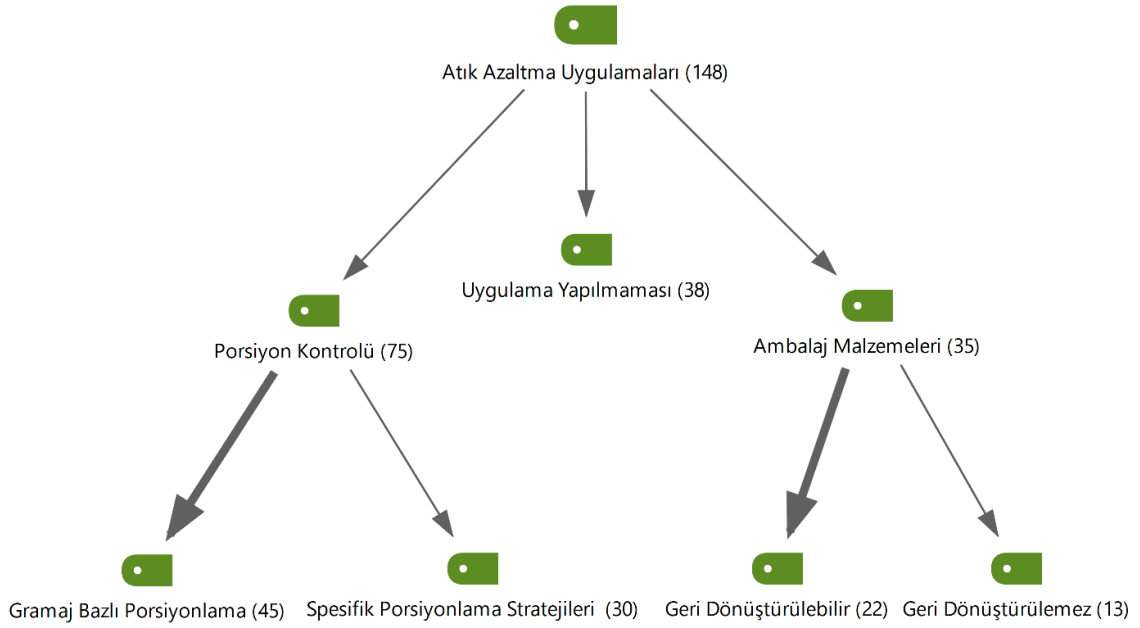 Atık Azaltma Uygulamaları (148)
Uygulama Yapılmaması (38)
Porsiyon Kontrolü (75)
Ambalaj Malzemeleri (35)
Gramaj Bazlı Porsiyonlama (45)
Spesifik Porsiyonlama Stratejileri (30)
Geri Dönüştürülebilir (22)
Geri Dönüştürülemez (13)